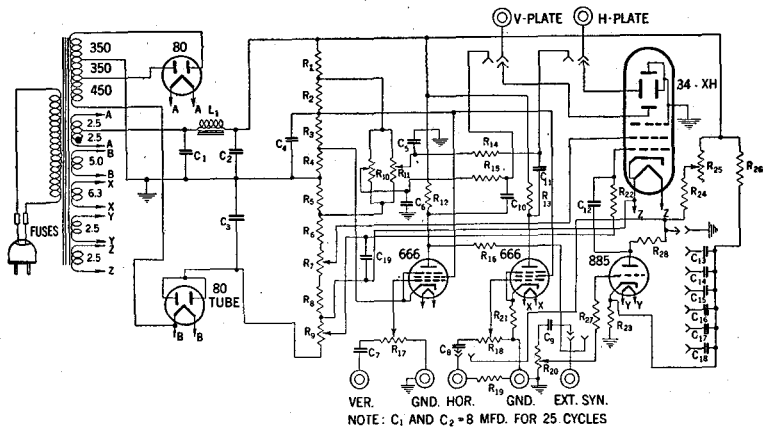 V-PLATE
H-PLATE
350
350
450
80
34-XH
A
A
L₁
R₁
R₂
R₃
R₄
R₅
R₆
R₇
R₈
R₉
2.5
2.5
5.0
6.3
2.5
2.5
A
A
B
B
X
X
Y
Y
Z
Z
FUSES
C₁
C₂
C₃
C₄
C₅
C₆
R₁₀
R₁₁
R₁₂
R₁₃
R₁₄
R₁₅
C₁₀
C₁₁
C₁₂
R₂₂
Z
Z
R₂₄
R₂₅
R₂₆
80
TUBE
B
B
C₁₉
666
R₁₆
666
X
X
R₂₁
885
Y
Y
R₂₈
R₂₃
R₂₇
C₁₃
C₁₄
C₁₅
C₁₆
C₁₇
C₁₈
C₇
R₁₇
C₈
R₁₈
R₁₉
C₉
R₂₀
VER.
GND.
HOR.
GND.
EXT. SYN.
NOTE: C₁ AND C₂=8 MFD. FOR 25 CYCLES